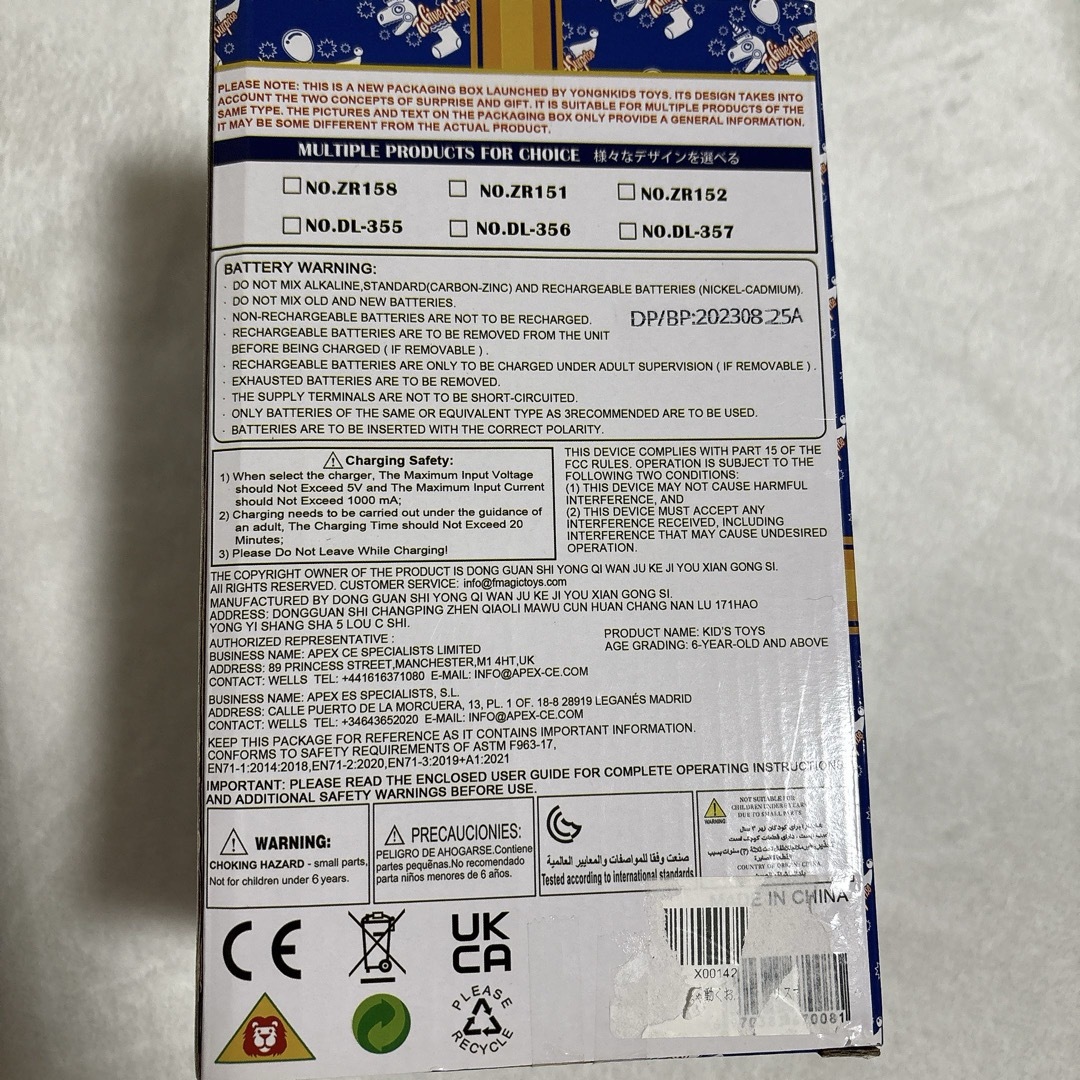 To Give A Surprise
PLEASE NOTE: THIS IS A NEW PACKAGING BOX LAUNCHED BY YONGNKIDS TOYS. ITS DESIGN TAKES INTO
ACCOUNT THE TWO CONCEPTS OF SURPRISE AND GIFT. IT IS SUITABLE FOR MULTIPLE PRODUCTS OF THE
SAME TYPE. THE PICTURES AND TEXT ON THE PACKAGING BOX ONLY PROVIDE A GENERAL INFORMATION,
IT MAY BE SOME DIFFERENT FROM THE ACTUAL PRODUCT.
MULTIPLE PRODUCTS FOR CHOICE 様々なデザインを選べる
NO.ZR158 NO.ZR151 NO.ZR152
NO.DL-355 NO.DL-356 NO.DL-357
BATTERY WARNING:
· DO NOT MIX ALKALINE,STANDARD(CARBON-ZINC) AND RECHARGEABLE BATTERIES (NICKEL-CADMIUM).
· DO NOT MIX OLD AND NEW BATTERIES.
· NON-RECHARGEABLE BATTERIES ARE NOT TO BE RECHARGED.
DP/BP:20230825A
· RECHARGEABLE BATTERIES ARE TO BE REMOVED FROM THE UNIT
BEFORE BEING CHARGED ( IF REMOVABLE ) .
· RECHARGEABLE BATTERIES ARE ONLY TO BE CHARGED UNDER ADULT SUPERVISION ( IF REMOVABLE ) .
· EXHAUSTED BATTERIES ARE TO BE REMOVED.
· THE SUPPLY TERMINALS ARE NOT TO BE SHORT-CIRCUITED.
· ONLY BATTERIES OF THE SAME OR EQUIVALENT TYPE AS 3RECOMMENDED ARE TO BE USED.
· BATTERIES ARE TO BE INSERTED WITH THE CORRECT POLARITY.
Charging Safety:
1) When select the charger, The Maximum Input Voltage
should Not Exceed 5V and The Maximum Input Current
should Not Exceed 1000 mA;
2) Charging needs to be carried out under the guidance of
an adult, The Charging Time should Not Exceed 20
Minutes;
3) Please Do Not Leave While Charging!
THIS DEVICE COMPLIES WITH PART 15 OF THE
FCC RULES. OPERATION IS SUBJECT TO THE
FOLLOWING TWO CONDITIONS:
(1) THIS DEVICE MAY NOT CAUSE HARMFUL
INTERFERENCE, AND
(2) THIS DEVICE MUST ACCEPT ANY
INTERFERENCE RECEIVED, INCLUDING
INTERFERENCE THAT MAY CAUSE UNDESIRED
OPERATION.
THE COPYRIGHT OWNER OF THE PRODUCT IS DONG GUAN SHI YONG QI WAN JU KE JI YOU XIAN GONG SI.
All RIGHTS RESERVED. CUSTOMER SERVICE: info@fmagictoys.com
MANUFACTURED BY DONG GUAN SHI YONG QI WAN JU KE JI YOU XIAN GONG SI.
ADDRESS: DONGGUAN SHI CHANGPING ZHEN QIAOLI MAWU CUN HUAN CHANG NAN LU 171HAO
YONG YI SHANG SHA 5 LOU C SHI.
AUTHORIZED REPRESENTATIVE :
BUSINESS NAME: APEX CE SPECIALISTS LIMITED
ADDRESS: 89 PRINCESS STREET,MANCHESTER,M1 4HT,UK
CONTACT: WELLS TEL: +441616371080 E-MAIL: INFO@APEX-CE.COM
PRODUCT NAME: KID'S TOYS
AGE GRADING: 6-YEAR-OLD AND ABOVE
BUSINESS NAME: APEX ES SPECIALISTS, S.L.
ADDRESS: CALLE PUERTO DE LA MORCUERA, 13, PL. 1 OF. 18-8 28919 LEGANÉS MADRID
CONTACT: WELLS TEL: +34643652020 E-MAIL: INFO@APEX-CE.COM
KEEP THIS PACKAGE FOR REFERENCE AS IT CONTAINS IMPORTANT INFORMATION.
CONFORMS TO SAFETY REQUIREMENTS OF ASTM F963-17,
EN71-1:2014:2018,EN71-2:2020,EN71-3:2019+A1:2021
IMPORTANT: PLEASE READ THE ENCLOSED USER GUIDE FOR COMPLETE OPERATING INSTRUCTIONS
AND ADDITIONAL SAFETY WARNINGS BEFORE USE.
WARNING:
CHOKING HAZARD - small parts,
Not for children under 6 years.
PRECAUCIONIES:
PELIGRO DE AHOGARSE.Contiene
partes pequeñas.No recomendado
para niños menores de 6 años.
صنعت وفقا للمواصفات والمعايير العالمية
Tested according to international standards
WARNING
NOT SUITABLE FOR
CHILDREN UNDER 3 YEARS
DUE TO SMALL PARTS
MADE IN CHINA
CE
UK
CA
PLEASE
RECYCLE
X00142
動くお
70081